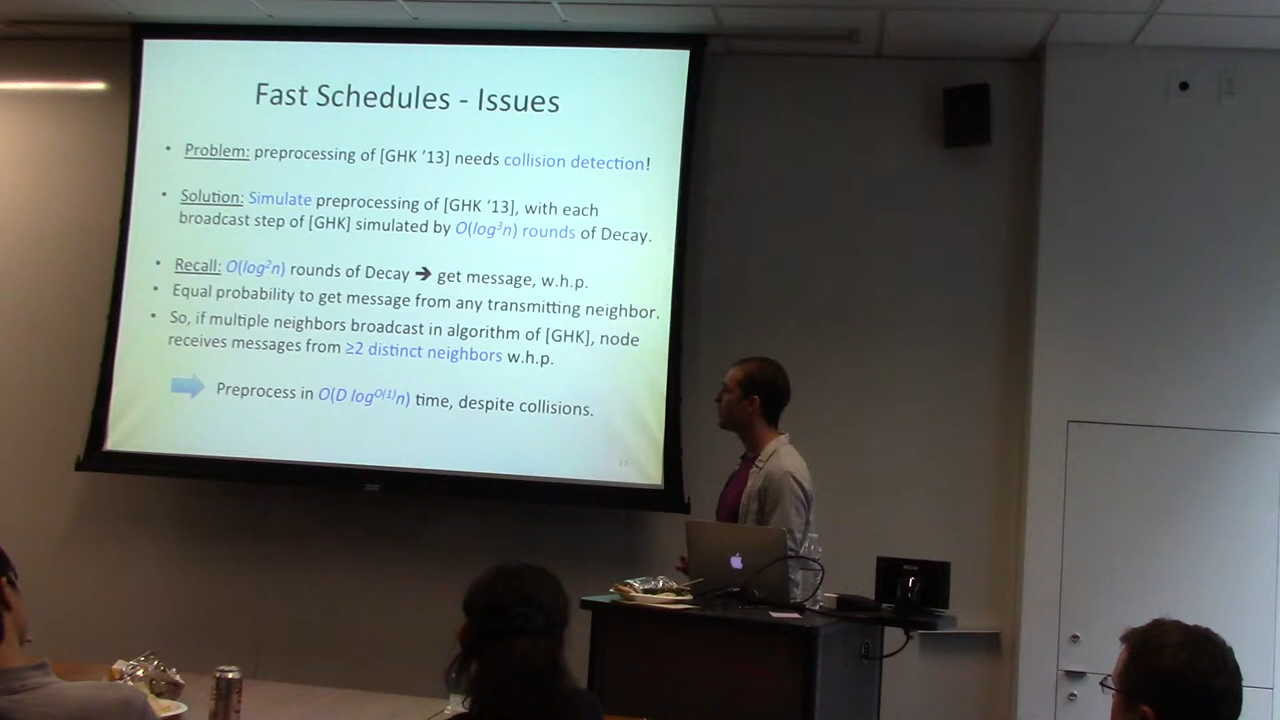 Fast Schedules - Issues
• Problem: preprocessing of [GHK '13] needs collision detection!
• Solution: Simulate preprocessing of [GHK '13], with each
broadcast step of [GHK] simulated by O(log³n) rounds of Decay.
• Recall: O(log²n) rounds of Decay ➔ get message, w.h.p.
• Equal probability to get message from any transmitting neighbor.
• So, if multiple neighbors broadcast in algorithm of [GHK], node
receives messages from ≥2 distinct neighbors w.h.p.
Preprocess in O(D log^O(1) n) time, despite collisions.